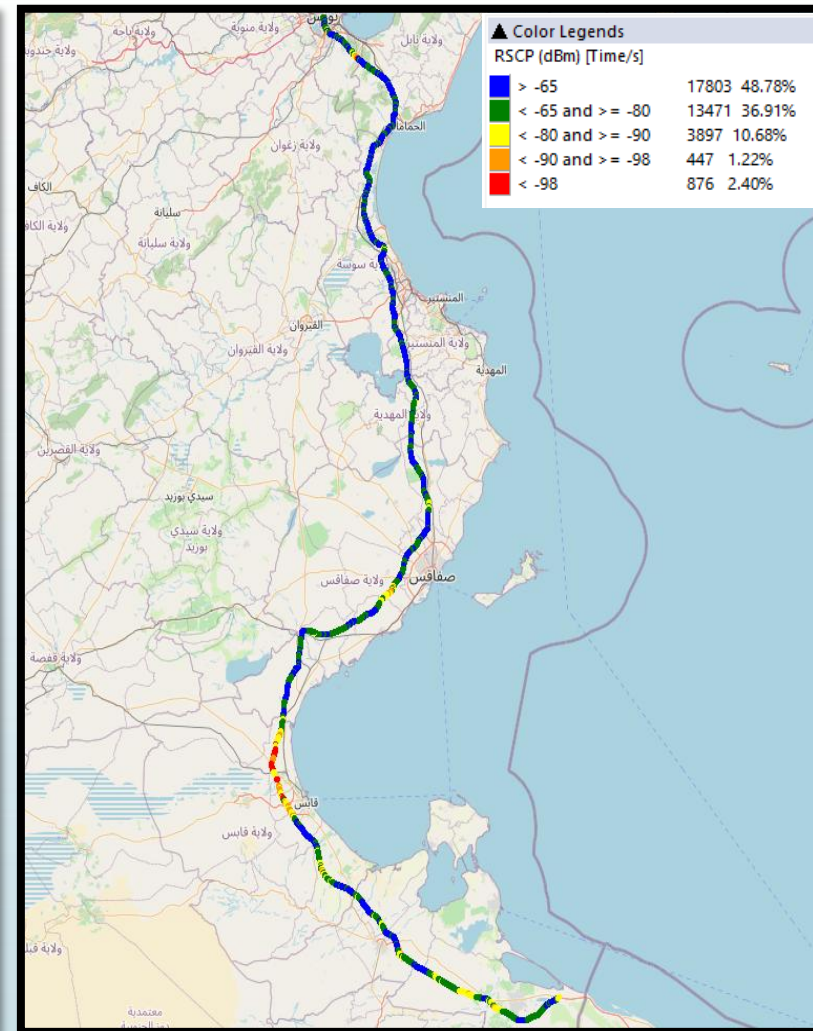 ▲ Color Legends
RSCP (dBm) [Time/s]
> -65 17803 48.78%
< -65 and >= -80 13471 36.91%
< -80 and >= -90 3897 10.68%
< -90 and >= -98 447 1.22%
< -98 876 2.40%
ولاية باجة
ولاية منوبة
تونس
ولاية نابل
الحمامات
ولاية زغوان
الكاف
سليانة
ولاية سليانة
ولاية سوسة
المنستير
القيروان
ولاية المنستير
ولاية القيروان
المهدية
ولاية المهدية
ولاية القصرين
سيدي بوزيد
ولاية سيدي
بوزيد
ولاية صفاقس
صفاقس
ولاية قفصة
قابس
ولاية قابس
معتمدية